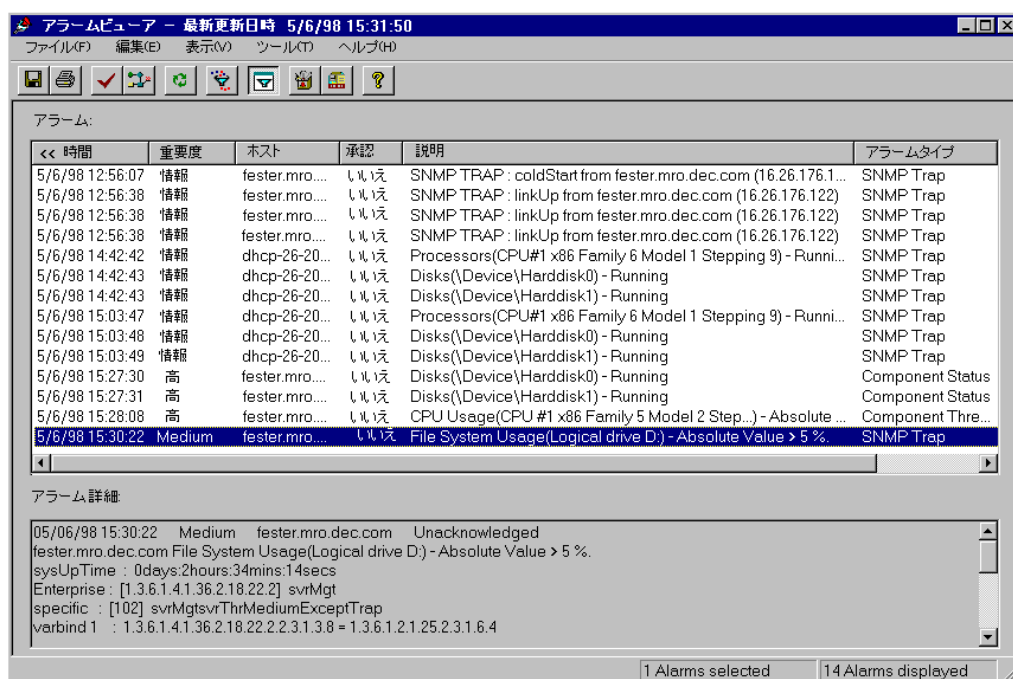 アラームビューア － 最新更新日時 5/6/98 15:31:50
ファイル(F) 編集(E) 表示(V) ツール(T) ヘルプ(H)
アラーム:
<< 時間 重要度 ホスト 承認 説明 アラームタイプ
5/6/98 12:56:07 情報 fester.mro.... いいえ SNMP TRAP : coldStart from fester.mro.dec.com (16.26.176.1... SNMP Trap
5/6/98 12:56:38 情報 fester.mro.... いいえ SNMP TRAP : linkUp from fester.mro.dec.com (16.26.176.122) SNMP Trap
5/6/98 12:56:38 情報 fester.mro.... いいえ SNMP TRAP : linkUp from fester.mro.dec.com (16.26.176.122) SNMP Trap
5/6/98 12:56:38 情報 fester.mro.... いいえ SNMP TRAP : linkUp from fester.mro.dec.com (16.26.176.122) SNMP Trap
5/6/98 14:42:42 情報 dhcp-26-20... いいえ Processors(CPU#1 x86 Family 6 Model 1 Stepping 9) - Runni... SNMP Trap
5/6/98 14:42:43 情報 dhcp-26-20... いいえ Disks(\Device\Harddisk0) - Running SNMP Trap
5/6/98 14:42:43 情報 dhcp-26-20... いいえ Disks(\Device\Harddisk1) - Running SNMP Trap
5/6/98 15:03:47 情報 dhcp-26-20... いいえ Processors(CPU#1 x86 Family 6 Model 1 Stepping 9) - Runni... SNMP Trap
5/6/98 15:03:48 情報 dhcp-26-20... いいえ Disks(\Device\Harddisk0) - Running SNMP Trap
5/6/98 15:03:49 情報 dhcp-26-20... いいえ Disks(\Device\Harddisk1) - Running SNMP Trap
5/6/98 15:27:30 高 fester.mro.... いいえ Disks(\Device\Harddisk0) - Running Component Status
5/6/98 15:27:31 高 fester.mro.... いいえ Disks(\Device\Harddisk1) - Running Component Status
5/6/98 15:28:08 高 fester.mro.... いいえ CPU Usage(CPU #1 x86 Family 5 Model 2 Step...) - Absolute ... Component Thre...
5/6/98 15:30:22 Medium fester.mro.... いいえ File System Usage(Logical drive D:) - Absolute Value > 5 %. SNMP Trap
アラーム詳細:
05/06/98 15:30:22 Medium fester.mro.dec.com Unacknowledged
fester.mro.dec.com File System Usage(Logical drive D:) - Absolute Value > 5 %.
sysUpTime : 0days:2hours:34mins:14secs
Enterprise : [1.3.6.1.4.1.36.2.18.22.2] svrMgt
specific : [102] svrMgtsvrThrMediumExceptTrap
varbind 1 : 1.3.6.1.4.1.36.2.18.22.2.2.3.1.3.8 = 1.3.6.1.2.1.25.2.3.1.6.4
1 Alarms selected 14 Alarms displayed